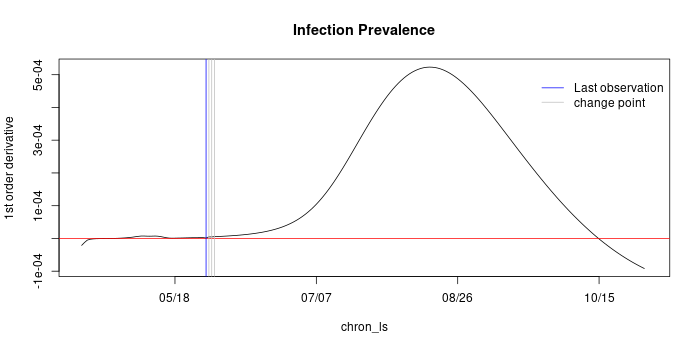 Infection Prevalence
1st order derivative
5e-04
3e-04
1e-04
-1e-04
Last observation
change point
05/18
07/07
08/26
10/15
chron_ls